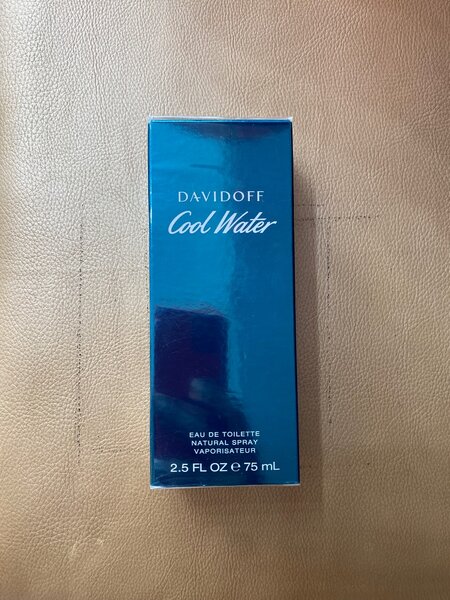 DAVIDOFF
Cool Water
EAU DE TOILETTE
NATURAL SPRAY
VAPORISATEUR
2.5 FL OZ ℮ 75 mL